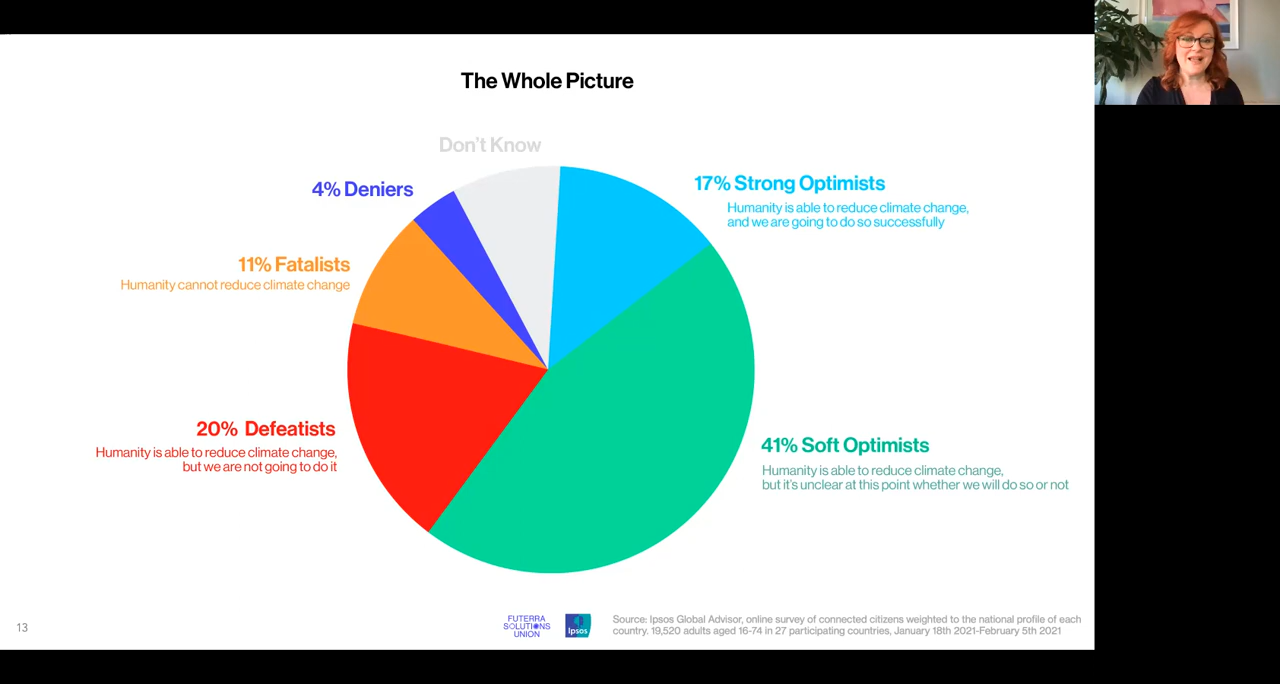 The Whole Picture
Don't Know
4% Deniers
17% Strong Optimists
Humanity is able to reduce climate change,
and we are going to do so successfully
11% Fatalists
Humanity cannot reduce climate change
20% Defeatists
Humanity is able to reduce climate change,
but we are not going to do it
41% Soft Optimists
Humanity is able to reduce climate change,
but it's unclear at this point whether we will do so or not
13
FUTERRA
SOLUTIONS
UNION
Ipsos
Source: Ipsos Global Advisor, online survey of connected citizens weighted to the national profile of each
country. 19,520 adults aged 16-74 in 27 participating countries, January 18th 2021-February 5th 2021